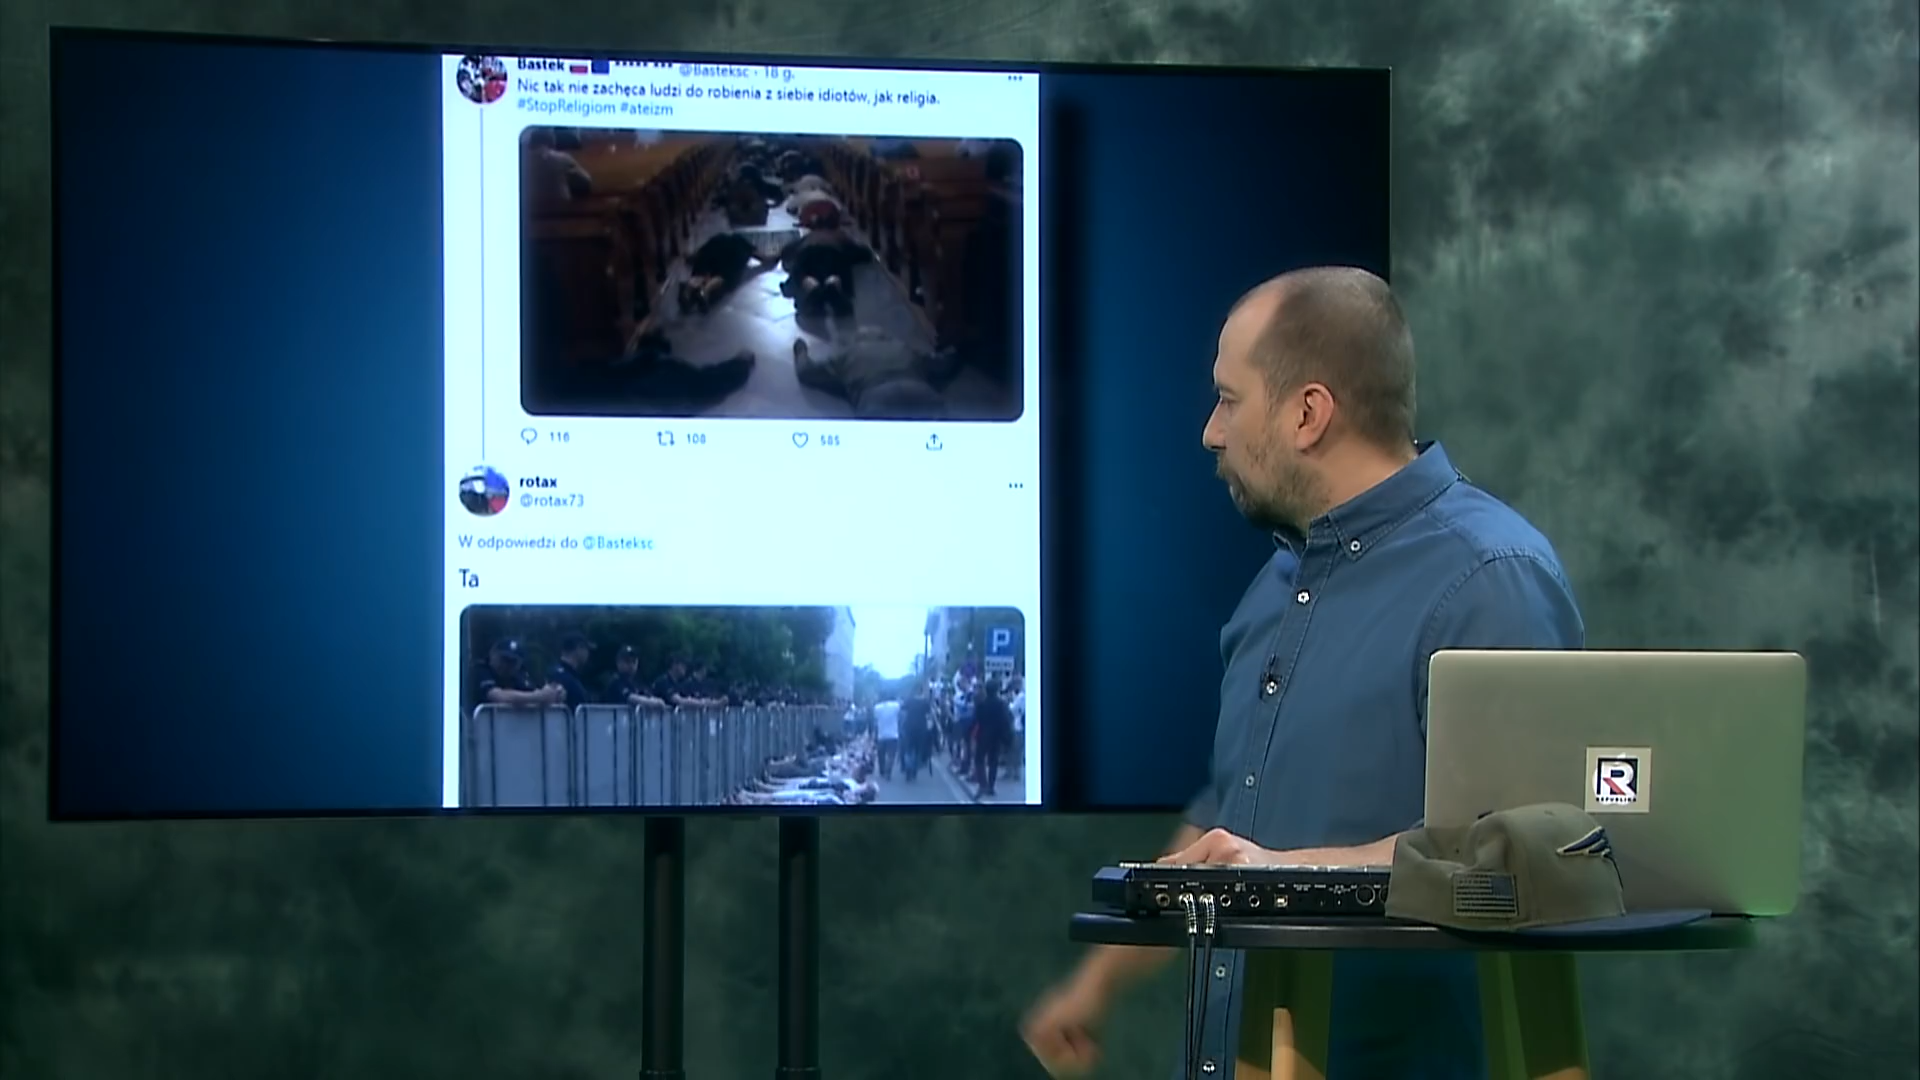 Bastek @Basteksc · 18 g.
Nic tak nie zachęca ludzi do robienia z siebie idiotów, jak religia.
#StopReligiom #ateizm
116 108 585
rotax
@rotax73
W odpowiedzi do @Basteksc
Ta
P
R
REPUBLIKA